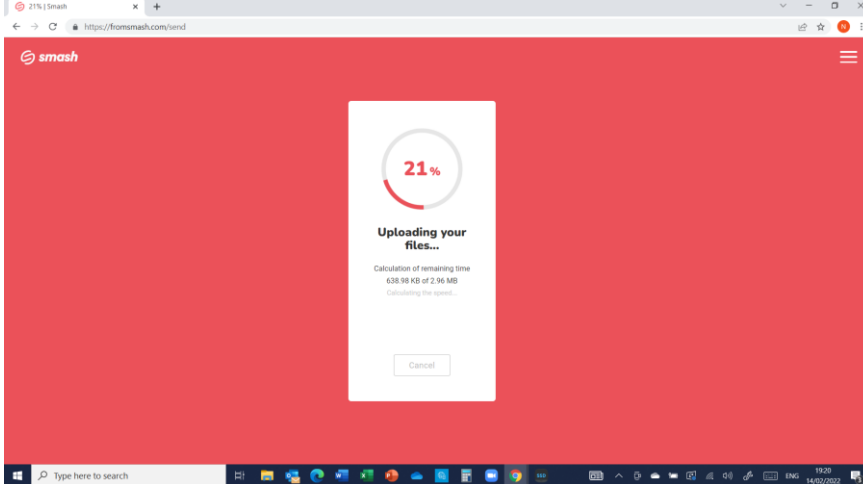 21% | Smash
https://fromsmash.com/send
N
smash
21%
Uploading your
files...
Calculation of remaining time
638.98 KB of 2.96 MB
Calculating the speed...
Cancel
Type here to search
ENG
19:20
14/02/2022